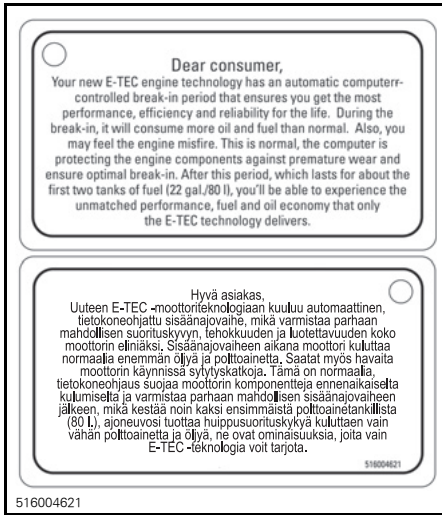 Dear consumer,
Your new E-TEC engine technology has an automatic computerr-
controlled break-in period that ensures you get the most
performance, efficiency and reliability for the life. During the
break-in, it will consume more oil and fuel than normal. Also, you
may feel the engine misfire. This is normal, the computer is
protecting the engine components against premature wear and
ensure optimal break-in. After this period, which lasts for about the
first two tanks of fuel (22 gal./80 l), you'll be able to experience the
unmatched performance, fuel and oil economy that only
the E-TEC technology delivers.
Hyvä asiakas,
Uuteen E-TEC -moottoriteknologiaan kuuluu automaattinen,
tietokoneohjattu sisäänajovaihe, mikä varmistaa parhaan
mahdollisen suorituskyvyn, tehokkuuden ja luotettavuuden koko
moottorin eliniäksi. Sisäänajovaiheen aikana moottori kuluttaa
normaalia enemmän öljyä ja polttoainetta. Saatat myös havaita
moottorin käynnissä sytytyskatkoja. Tämä on normaalia,
tietokoneohjaus suojaa moottorin komponentteja ennenaikaiselta
kulumiselta ja varmistaa parhaan mahdollisen sisäänajovaiheen
jälkeen, mikä kestää noin kaksi ensimmäistä polttoainetankillista
(80 l.), ajoneuvosi tuottaa huippusuorituskykyä kuluttaen vain
vähän polttoainetta ja öljyä, ne ovat ominaisuuksia, joita vain
E-TEC -teknologia voit tarjota.
516004621
516004621